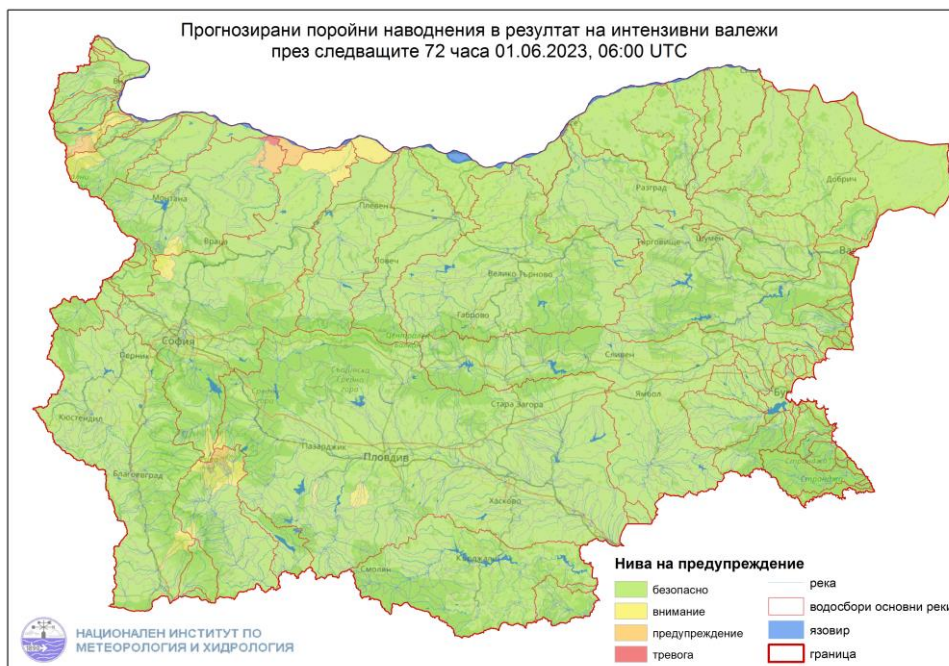 Прогнозирани поройни наводнения в резултат на интензивни валежи
през следващите 72 часа 01.06.2023, 06:00 UTC
Монтана
Враца
Плевен
Ловеч
Велико Търново
Габрово
Разград
Търговище
Шумен
Добрич
София
Перник
Кюстендил
Благоевград
Пазарджик
Пловдив
Стара Загора
Сливен
Ямбол
Хасково
Смолян
Нива на предупреждение
безопасно
внимание
предупреждение
тревога
река
водосбори основни реки
язовир
граница
НАЦИОНАЛЕН ИНСТИТУТ ПО
МЕТЕОРОЛОГИЯ И ХИДРОЛОГИЯ